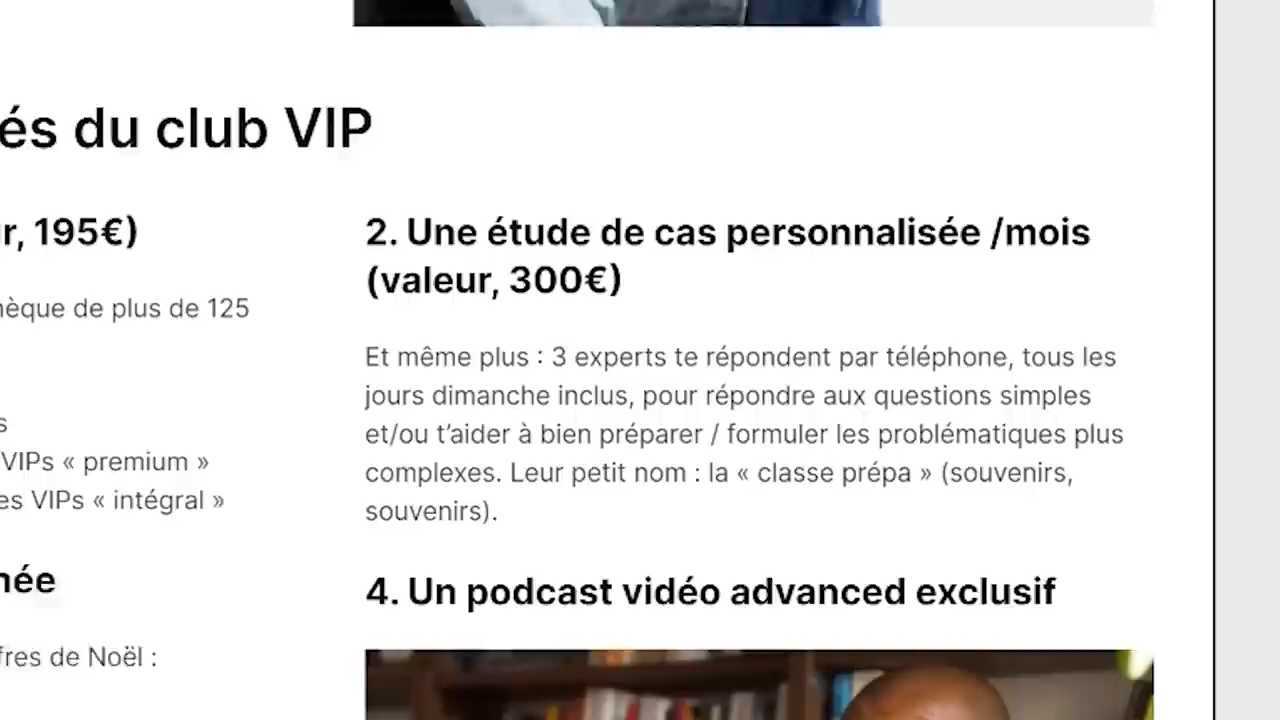 és du club VIP
r, 195€)
hèque de plus de 125
s
VIPs « premium »
es VIPs « intégral »
née
fres de Noël :
2. Une étude de cas personnalisée /mois
(valeur, 300€)
Et même plus : 3 experts te répondent par téléphone, tous les
jours dimanche inclus, pour répondre aux questions simples
et/ou t’aider à bien préparer / formuler les problématiques plus
complexes. Leur petit nom : la « classe prépa » (souvenirs,
souvenirs).
4. Un podcast vidéo advanced exclusif